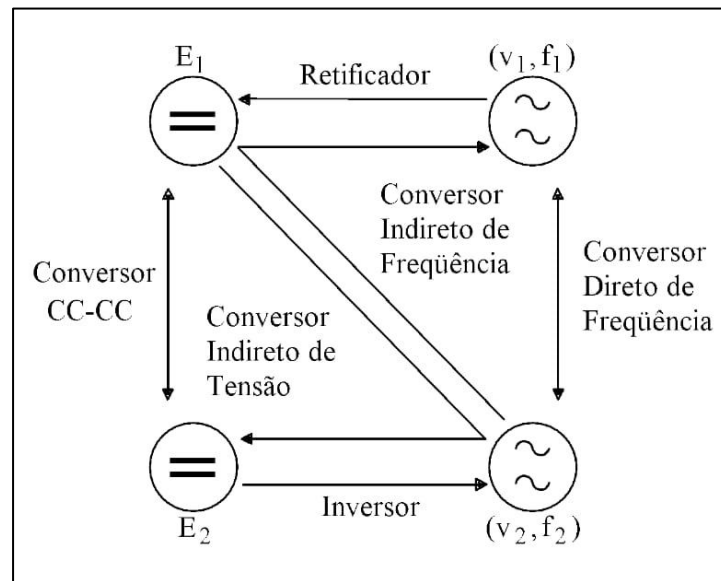 E1
(v1,f1)
Retificador
Conversor
Indireto de
Freqüência
Conversor
CC-CC
Conversor
Direto de
Freqüência
Conversor
Indireto de
Tensão
Inversor
E2
(v2,f2)